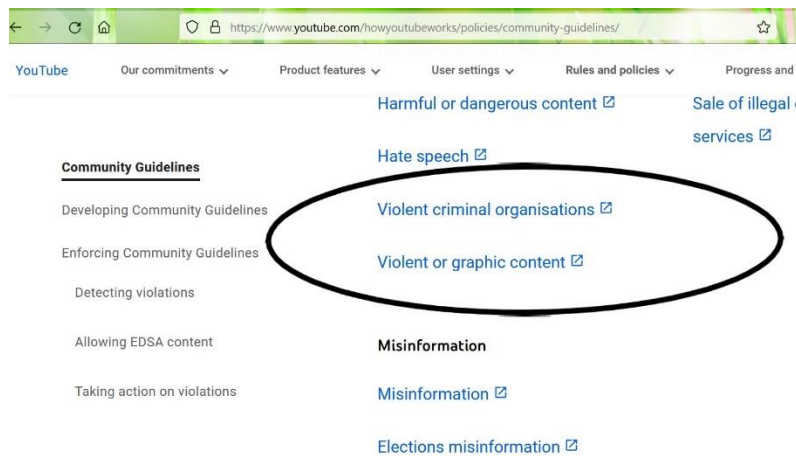 https://www.youtube.com/howyoutubeworks/policies/community-guidelines/
YouTube Our commitments Product features User settings Rules and policies Progress and
Harmful or dangerous content Sale of illegal
services
Hate speech
Community Guidelines
Violent criminal organisations
Developing Community Guidelines
Enforcing Community Guidelines
Violent or graphic content
Detecting violations
Allowing EDSA content
Misinformation
Taking action on violations
Misinformation
Elections misinformation